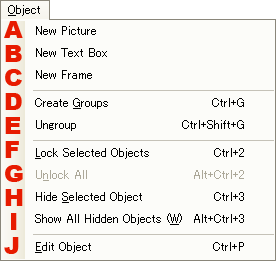 Object
A New Picture
B New Text Box
C New Frame
D Create Groups Ctrl+G
E Ungroup Ctrl+Shift+G
F Lock Selected Objects Ctrl+2
G Unlock All Alt+Ctrl+2
H Hide Selected Object Ctrl+3
I Show All Hidden Objects (W) Alt+Ctrl+3
J Edit Object Ctrl+P